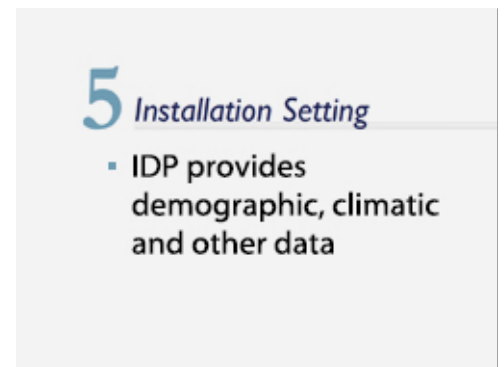 5 Installation Setting
▪ IDP provides
demographic, climatic
and other data